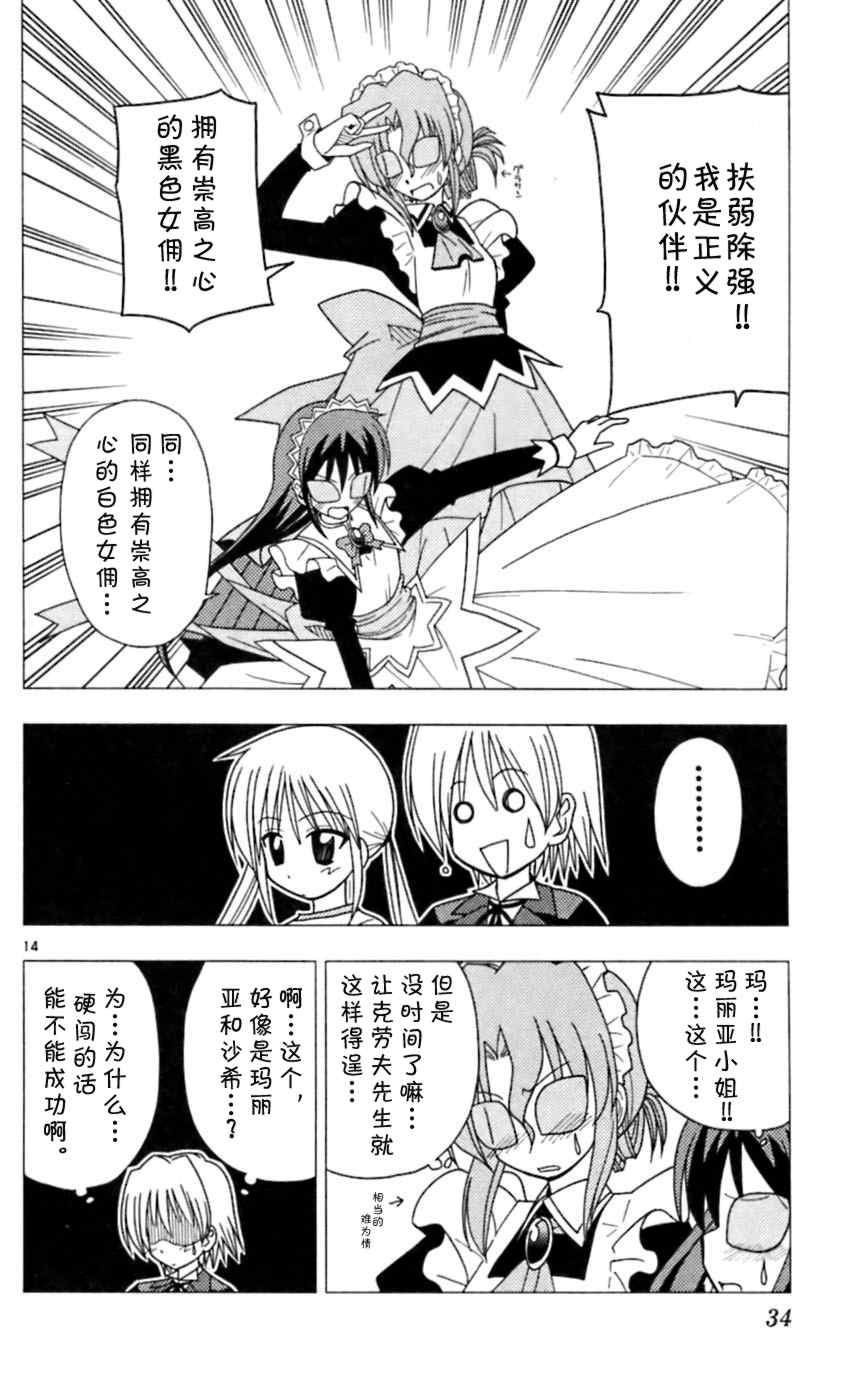 扶弱除强!!
我是正义
的伙伴!!
拥有崇高之心
的黑色女佣!!
同…
同样拥有崇高之
心的白色女佣…
………
14
玛…!!
玛丽亚小姐!!
这…这个…
但是
没时间了嘛…
让克劳夫先生就
这样得逞…
相当的
难为情
啊…这个,
好像是玛丽
亚和沙希…?
为…为什么…
硬闯的话
能不能成功啊。
34